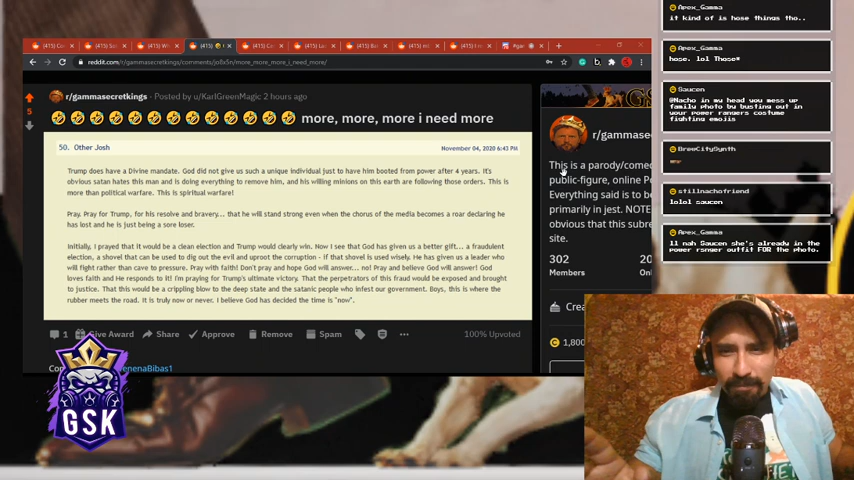 reddit.com/r/gammasecretkings/comments/jo8x5n/more_more_more_i_need_more/
r/gammasecretkings · Posted by u/KarlGreenMagic 2 hours ago
5
🤣🤣🤣🤣🤣🤣🤣🤣🤣🤣🤣🤣🤣 more, more, more i need more
50. Other Josh
November 04, 2020 6:43 PM
Trump does have a Divine mandate. God did not give us such a unique individual just to have him booted from power after 4 years. It's
obvious satan hates this man and is doing everything to remove him, and his willing minions on this earth are following those orders. This is
more than political warfare. This is spiritual warfare!
Pray. Pray for Trump, for his resolve and bravery... that he will stand strong even when the chorus of the media becomes a roar declaring he
has lost and he is just being a sore loser.
Initially, I prayed that it would be a clean election and Trump would clearly win. Now I see that God has given us a better gift... a fraudulent
election, a shovel that can be used to dig out the evil and uproot the corruption - if that shovel is used wisely. He has given us a leader who
will fight rather than cave to pressure. Pray with faith! Don't pray and hope God will answer... no! Pray and believe God will answer! God
loves faith and He responds to it! I'm praying for Trump's ultimate victory. That the perpetrators of this fraud would be exposed and brought
to justice. That this would be a crippling blow to the deep state and the satanic people who infest our government. Boys, this is where the
rubber meets the road. It is truly now or never. I believe God has decided the time is "now".
1 Give Award Share Approve Remove Spam ... 100% Upvoted
enenaBibas1
GSK
r/gammase
This is a parody/comed
public-figure, online Po
Everything said is to be
primarily in jest. NOTE
obvious that this subre
site.
302
Members
Crea
1,800
Apex_Gamma
it kind of is hose things tho..
Apex_Gamma
hose. lol Those*
Saucen
@Nacho in my head you mess up
family photo by busting out in
your power rangers costume
fighting emojis
BrewCitySynth
stillnachofriend
lolol saucen
Apex_Gamma
ll nah Saucen she's already in the
power rsnger outfit FOR the photo.